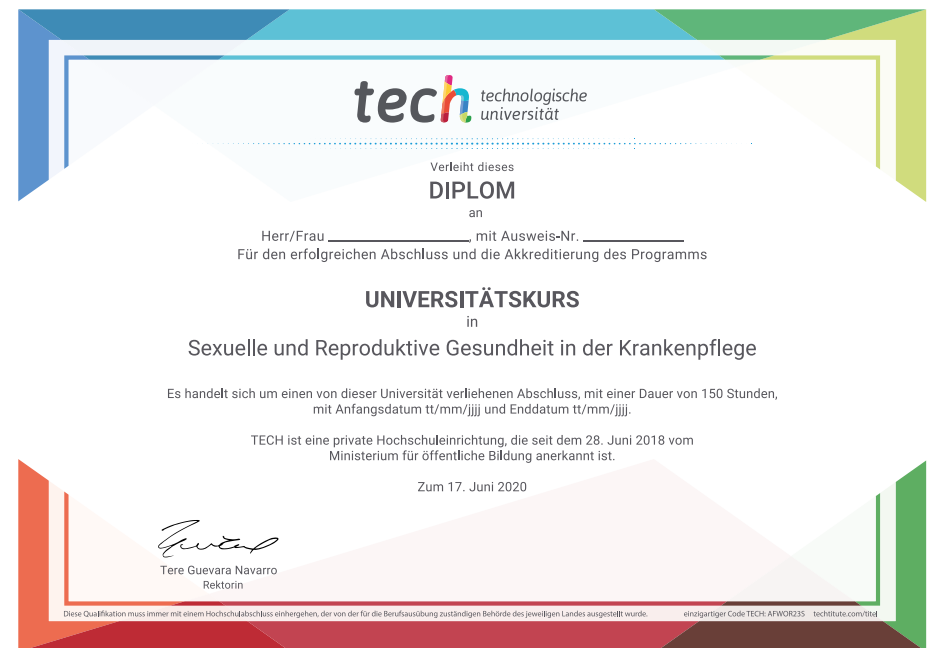 tech technologische
universität
Verleiht dieses
DIPLOM
an
Herr/Frau ____________________, mit Ausweis-Nr. ______________
Für den erfolgreichen Abschluss und die Akkreditierung des Programms
UNIVERSITÄTSKURS
in
Sexuelle und Reproduktive Gesundheit in der Krankenpflege
Es handelt sich um einen von dieser Universität verliehenen Abschluss, mit einer Dauer von 150 Stunden,
mit Anfangsdatum tt/mm/jjjj und Enddatum tt/mm/jjjj.
TECH ist eine private Hochschuleinrichtung, die seit dem 28. Juni 2018 vom
Ministerium für öffentliche Bildung anerkannt ist.
Zum 17. Juni 2020
Tere Guevara Navarro
Rektorin
Diese Qualifikation muss immer mit einem Hochschulabschluss einhergehen, der von der für die Berufsausübung zuständigen Behörde des jeweiligen Landes ausgestellt wurde. einzigartiger Code TECH: AFWOR23S techtitute.com/titel